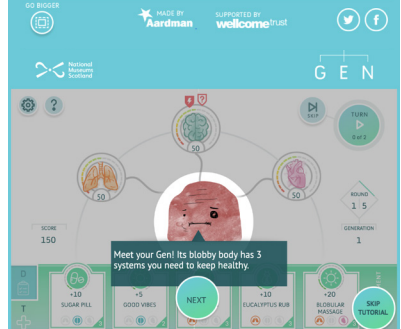 GO BIGGER
MADE BY
Aardman
SUPPORTED BY
wellcometrust
National
Museums
Scotland
G E N
?
SKIP
TURN
0 of 3
50
50
50
SCORE
150
ROUND
1 5
GENERATION
1
Meet your Gen! Its blobby body has 3
systems you need to keep healthy.
D
T
+10
SUGAR PILL
+5
GOOD VIBES
NEXT
+10
EUCALYPTUS RUB
+20
BLOBULAR
MASSAGE
SKIP
TUTORIAL